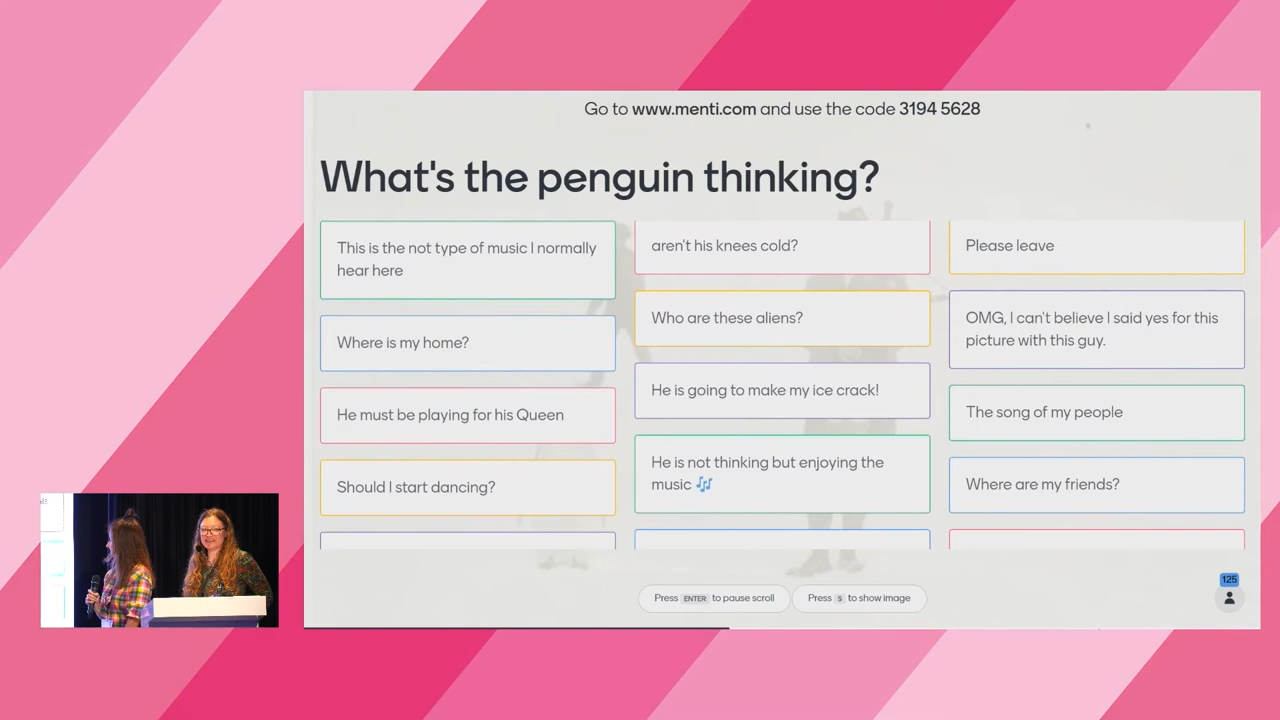 Go to www.menti.com and use the code 3194 5628
What's the penguin thinking?
This is the not type of music I normally
hear here
Where is my home?
He must be playing for his Queen
Should I start dancing?
aren't his knees cold?
Who are these aliens?
He is going to make my ice crack!
He is not thinking but enjoying the
music 🎶
Please leave
OMG, I can't believe I said yes for this
picture with this guy.
The song of my people
Where are my friends?
Press ENTER to pause scroll
Press S to show image
125